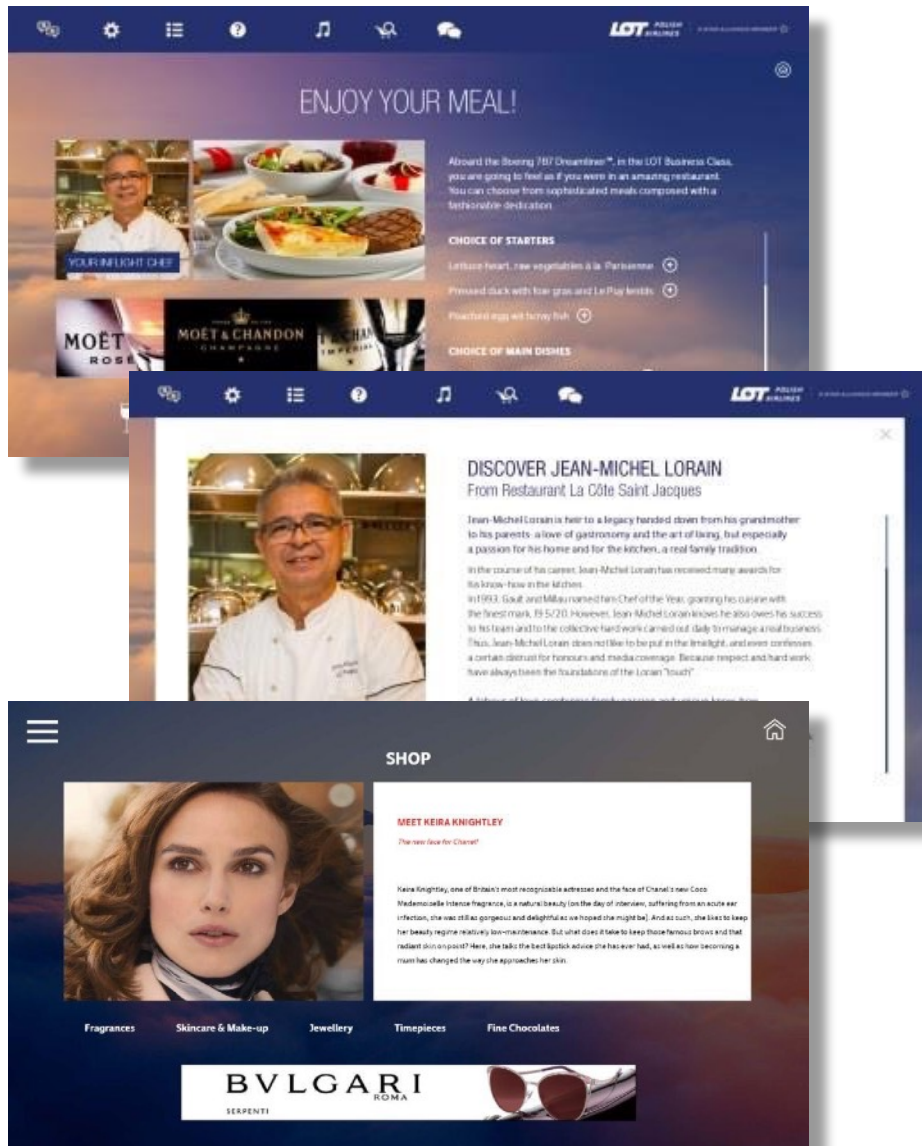 LOT POLISH AIRLINES
A STAR ALLIANCE MEMBER
ENJOY YOUR MEAL!
YOUR INFLIGHT CHEF
Aboard the Boeing 787 Dreamliner™, in the LOT Business Class,
you are going to feel as if you were in an amazing restaurant.
You can choose from sophisticated meals composed with a
fashionable dedication.
CHOICE OF STARTERS
Lettuce heart, raw vegetables à la Parisienne
Pressed duck with foie gras and Le Puy lentils
Poached egg with
CHOICE OF MAIN DISHES
MOËT
ROSÉ
MOËT & CHANDON
CHAMPAGNE
IMPERIAL
LOT POLISH AIRLINES
A STAR ALLIANCE MEMBER
DISCOVER JEAN-MICHEL LORAIN
From Restaurant La Côte Saint Jacques
Jean-Michel Lorain is heir to a legacy handed down from his grandmother
to his parents: a love of gastronomy and the art of living, but especially
a passion for his home and for the kitchen, a real family tradition.
In the course of his career, Jean-Michel Lorain has received many awards for
his know-how in the kitchen.
In 1993, Gault and Millau named him Chef of the Year, granting his cuisine with
the finest mark, 19.5/20. However, Jean-Michel Lorain knows he also owes his success
to his team and to the collective hard work carried out daily to manage a real business.
Thus, Jean-Michel Lorain does not like to be put in the limelight, and even confesses
a certain distrust for honours and media coverage. Because respect and hard work
have always been the foundations of the Lorain "touch".
SHOP
MEET KEIRA KNIGHTLEY
The new face for Chanel!
Keira Knightley, one of Britain's most recognizable actresses and the face of Chanel's new Coco
Mademoiselle Intense fragrance, is a natural beauty (on the day of interview, suffering from an acute ear
infection, she was still as gorgeous and delightful as we hoped she might be). And as such, she likes to keep
her beauty regime relatively low-maintenance. But what does it take to keep those famous brows and that
radiant skin on point? Here, she talks the best lipstick advice she has ever had, as well as how becoming a
mum has changed the way she approaches her skin.
Fragrances
Skincare & Make-up
Jewellery
Timepieces
Fine Chocolates
BVLGARI
ROMA
SERPENTI